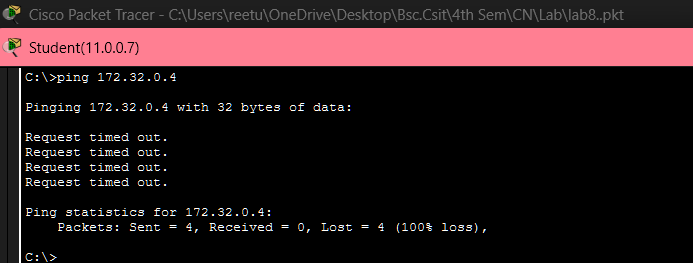 Cisco Packet Tracer - C:\Users\reetu\OneDrive\Desktop\Bsc.Csit\4th Sem\CN\Lab\lab8..pkt
Student(11.0.0.7)
C:\>ping 172.32.0.4
Pinging 172.32.0.4 with 32 bytes of data:
Request timed out.
Request timed out.
Request timed out.
Request timed out.
Ping statistics for 172.32.0.4:
Packets: Sent = 4, Received = 0, Lost = 4 (100% loss),
C:\>